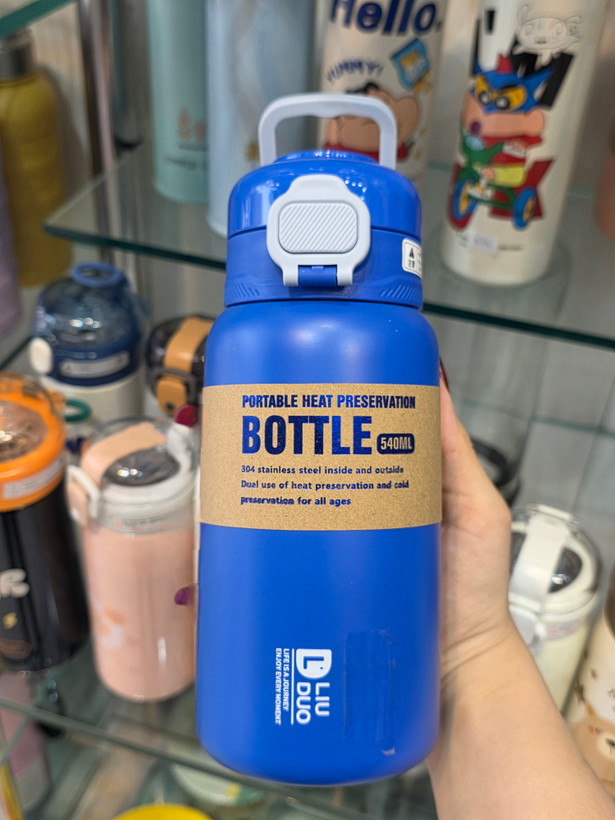 Hello.
YUMMY!
PORTABLE HEAT PRESERVATION
BOTTLE 540ML
304 stainless steel inside and outside
Dual use of heat preservation and cold
preservation for all ages
LIU
DUO
LIFE IS A JOURNEY
ENJOY EVERY MOMENT